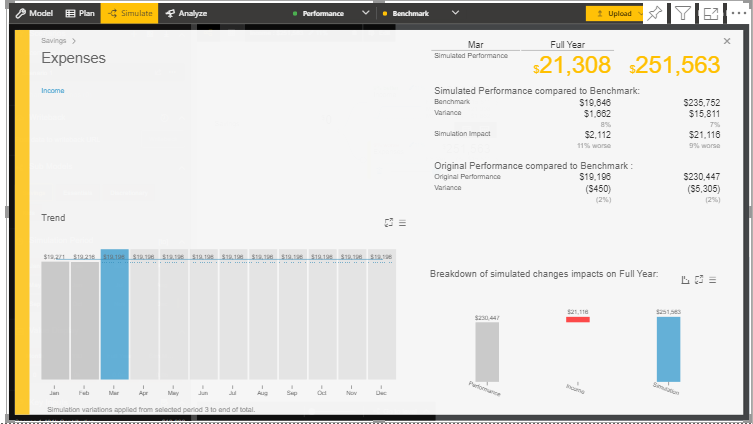 Model Plan Simulate Analyze Performance Benchmark Upload
Savings >
Expenses
Income
Mar Full Year
Simulated Performance $21,308 $251,563
Simulated Performance compared to Benchmark:
Benchmark $19,646 $235,752
Variance $1,662 $15,811
8% 7%
Simulation Impact $2,112 $21,116
11% worse 9% worse
Original Performance compared to Benchmark :
Original Performance $19,196 $230,447
Variance ($450) ($5,305)
(2%) (2%)
Trend
$19,271 $19,216 $19,196 $19,196 $19,196 $19,196 $19,196 $19,196 $19,196 $19,196 $19,196 $19,196
Jan Feb Mar Apr May Jun Jul Aug Sep Oct Nov Dec
Simulation variations applied from selected period 3 to end of total.
Breakdown of simulated changes impacts on Full Year:
$230,447 $21,116 $251,563
Performance Income Simulation